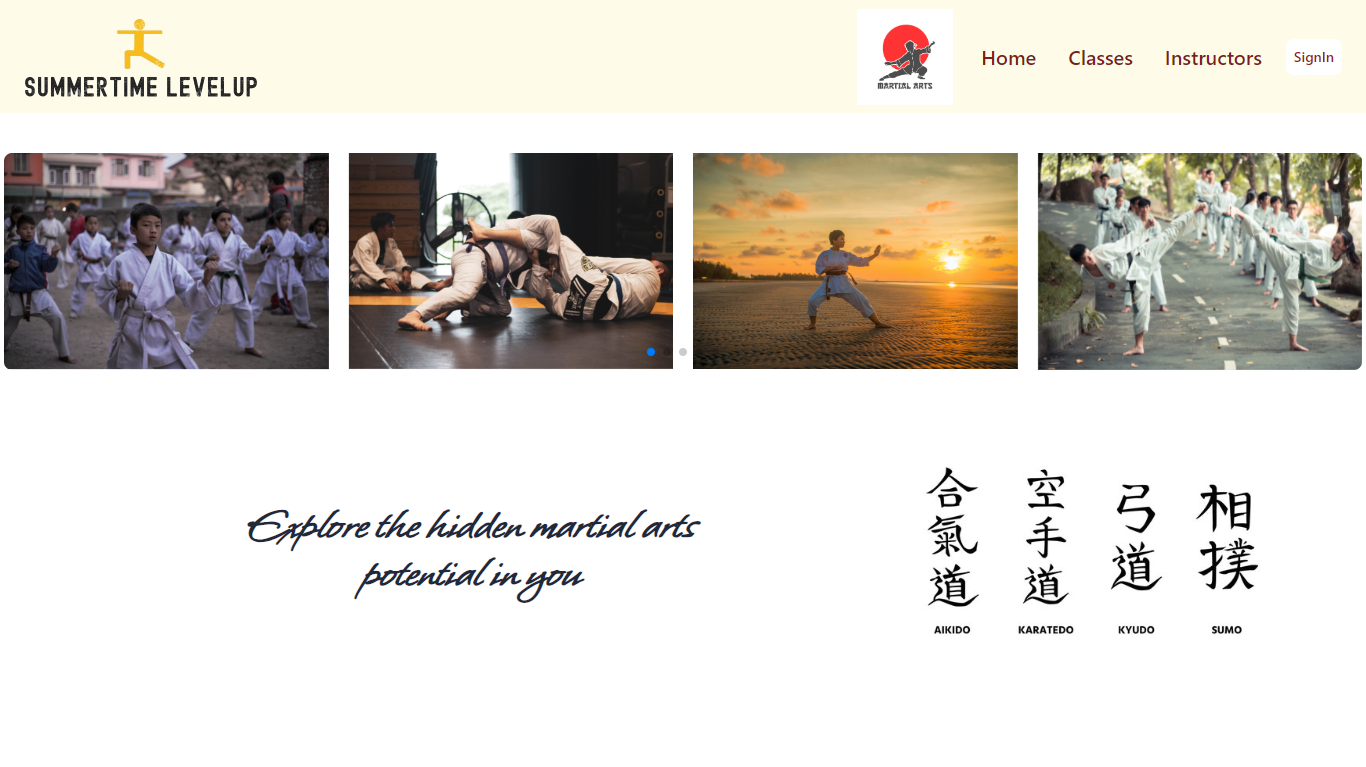 SUMMERTIME LEVELUP
MARTIAL ARTS
Home
Classes
Instructors
SignIn
Explore the hidden martial arts
potential in you
合氣道
空手道
弓道
相撲
AIKIDO
KARATEDO
KYUDO
SUMO